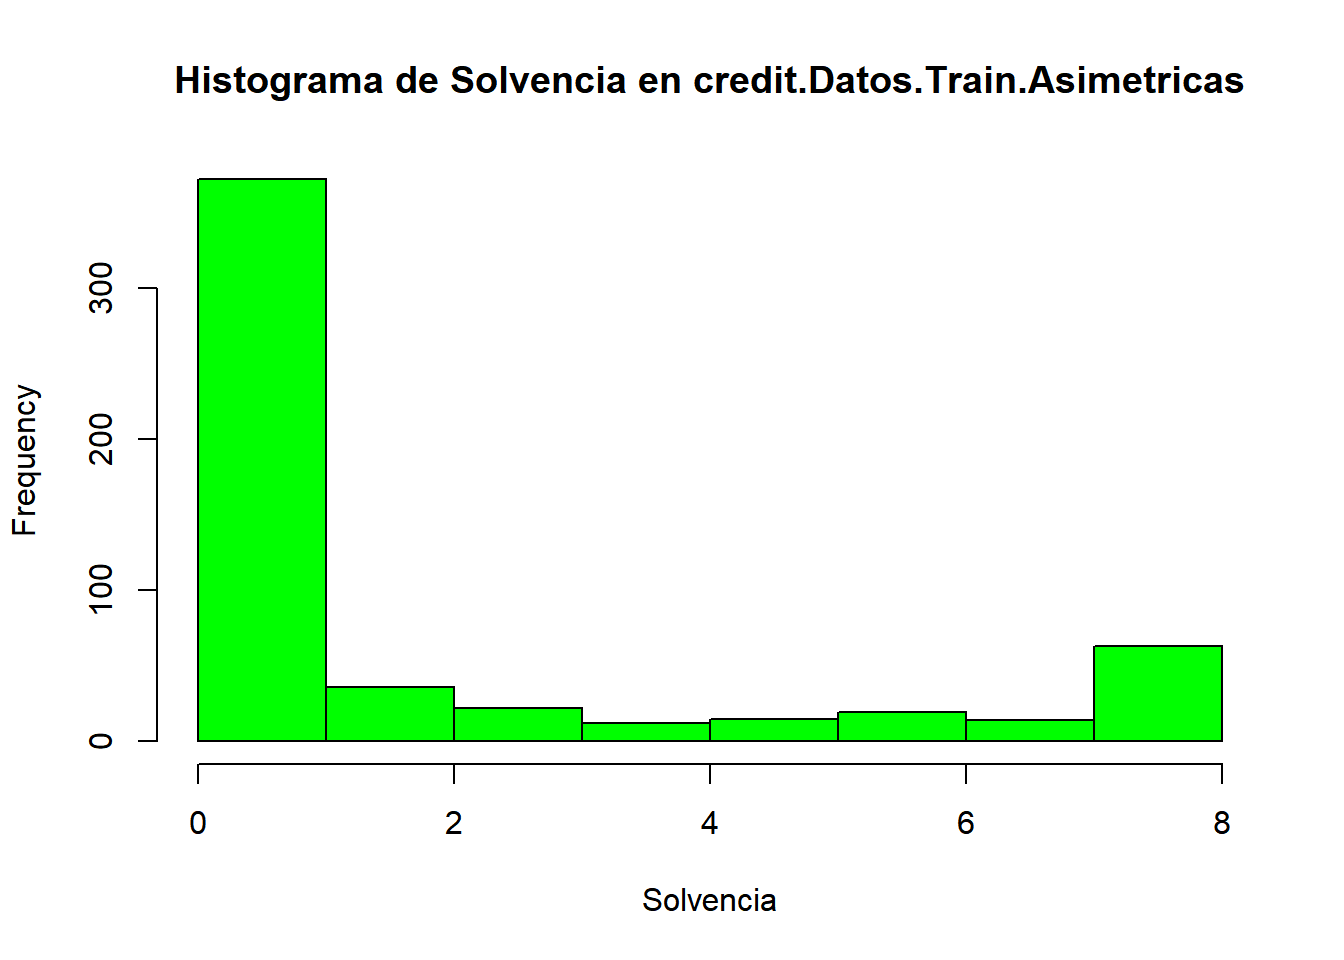 Histograma de Solvencia en credit.Datos.Train.Asimetricas
300
200
100
0
Frequency
0 2 4 6 8
Solvencia